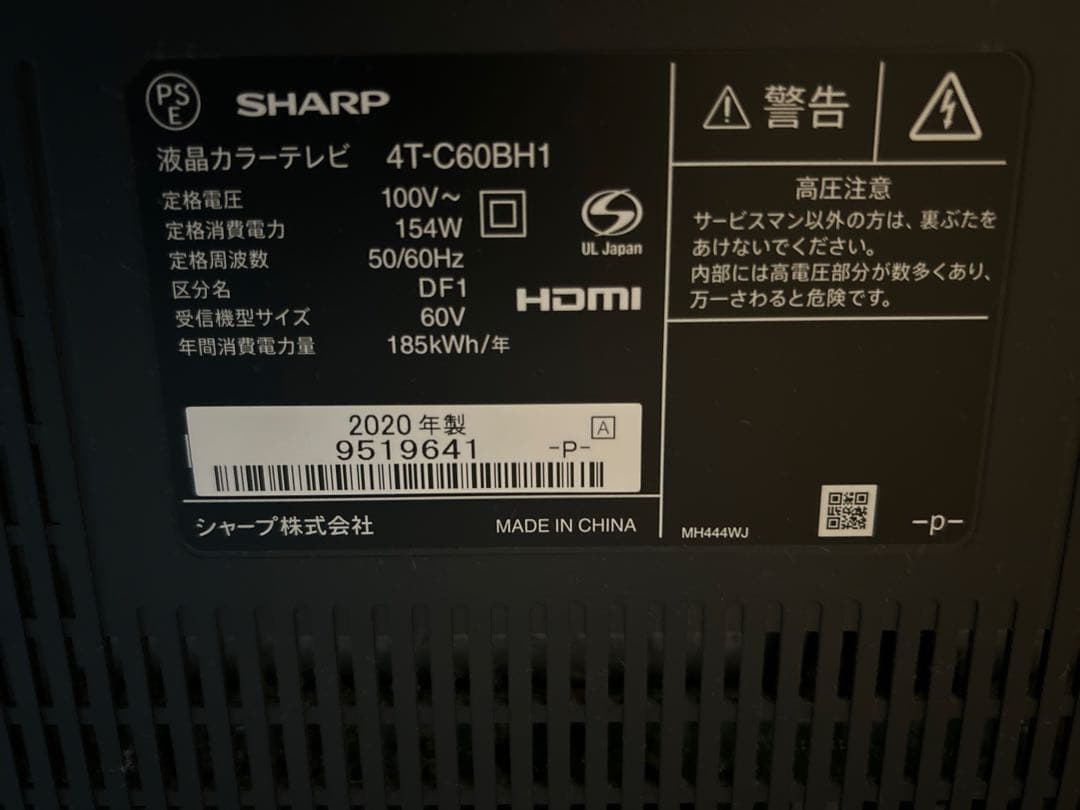 PSE
SHARP
液晶カラーテレビ 4T-C60BH1
定格電圧 100V～
定格消費電力 154W
定格周波数 50/60Hz
区分名 DF1
受信機型サイズ 60V
年間消費電力量 185kWh/年
UL Japan
HDMI
2020年製 A
9519641 -P-
シャープ株式会社 MADE IN CHINA
警告
高圧注意
サービスマン以外の方は、裏ぶたを
あけないでください。
内部には高電圧部分が数多くあり、
万一さわると危険です。
MH444WJ -p-